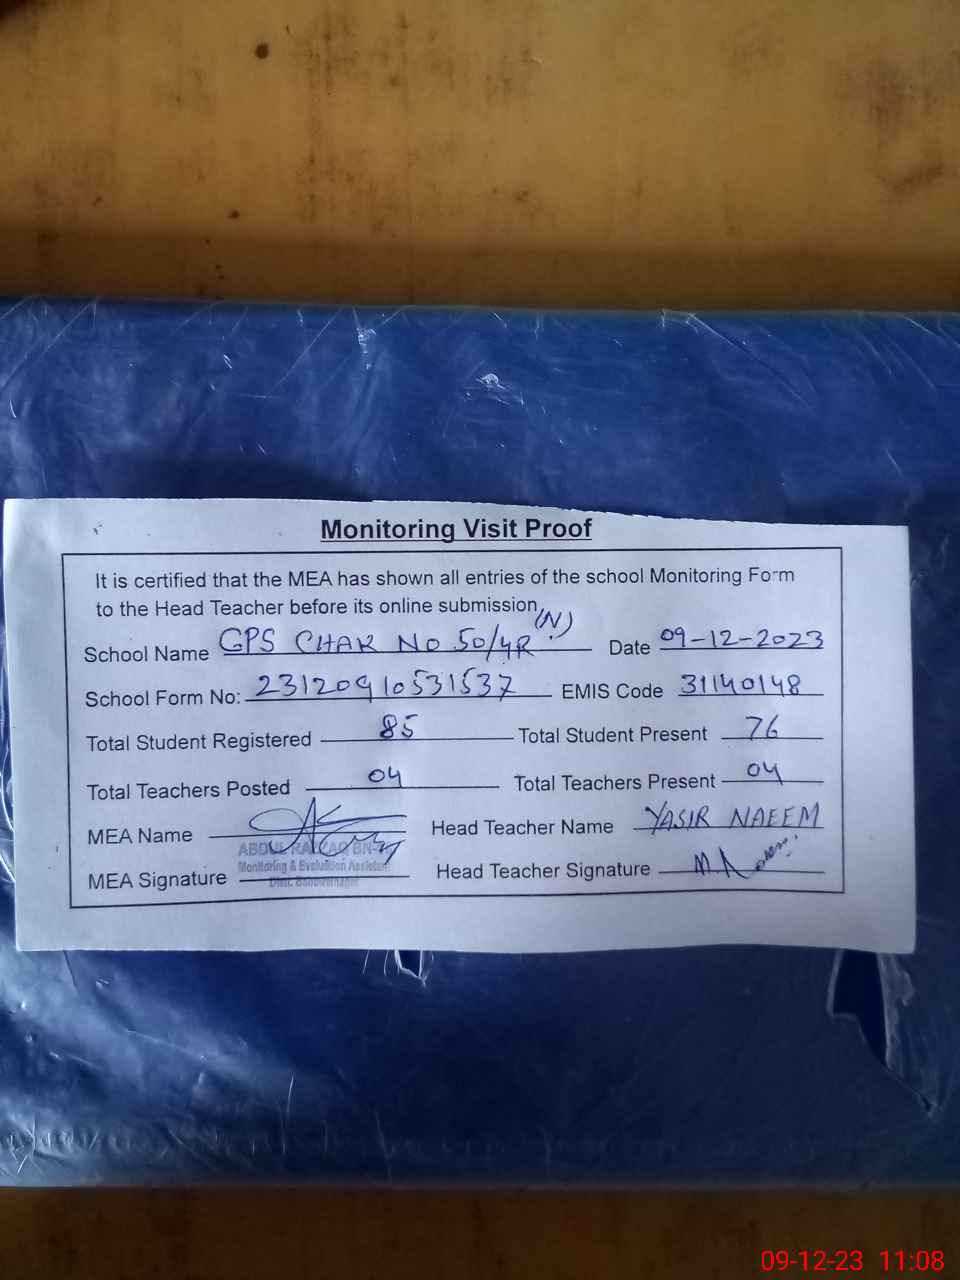 Monitoring Visit Proof
It is certified that the MEA has shown all entries of the school Monitoring Form
to the Head Teacher before its online submission
School Name GPS CHAK NO 50/4R (N) Date 09-12-2023
School Form No: 23120910531537 EMIS Code 31140148
Total Student Registered 85 Total Student Present 76
Total Teachers Posted 04 Total Teachers Present 04
MEA Name Head Teacher Name YASIR NAEEM
ABDUL RAZZAQ
Monitoring & Evaluation Assistant
MEA Signature Head Teacher Signature
Distt. Bahawalnagar
09-12-23 11:08